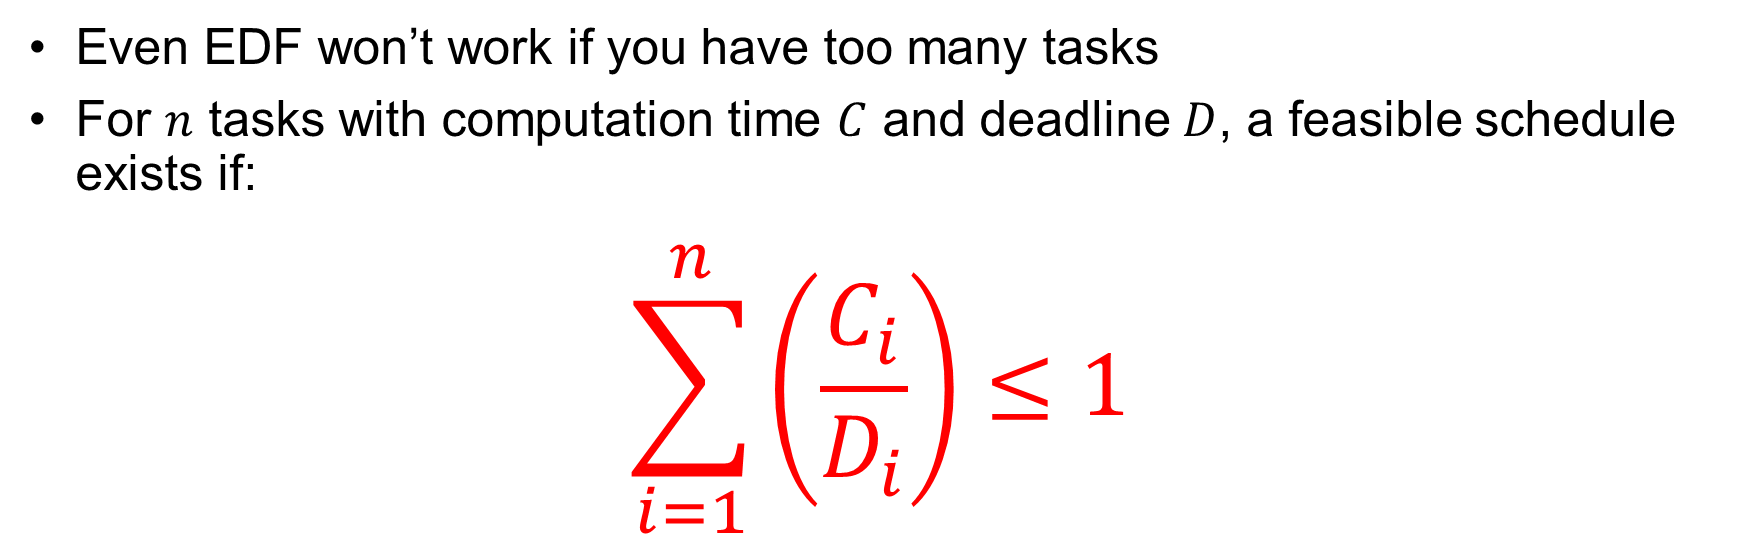 • Even EDF won’t work if you have too many tasks
• For n tasks with computation time C and deadline D, a feasible schedule
exists if:
n
∑ (C_i / D_i) ≤ 1
i=1